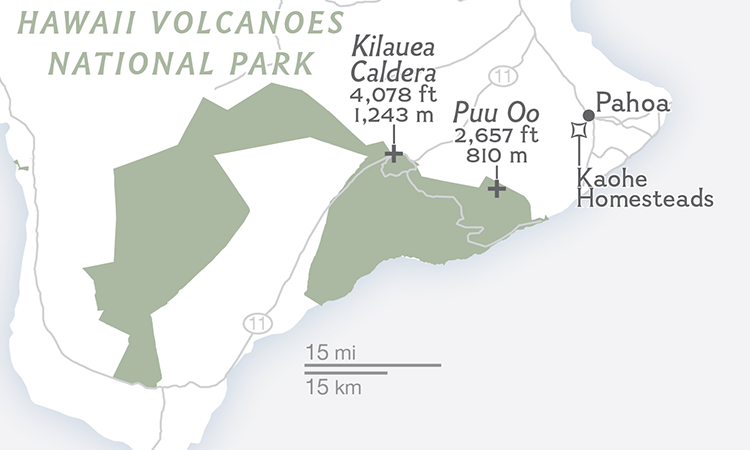 HAWAII VOLCANOES
NATIONAL PARK
Kilauea
Caldera
4,078 ft
1,243 m
11
Puu Oo
2,657 ft
810 m
Pahoa
Kaohe
Homesteads
11
15 mi
15 km